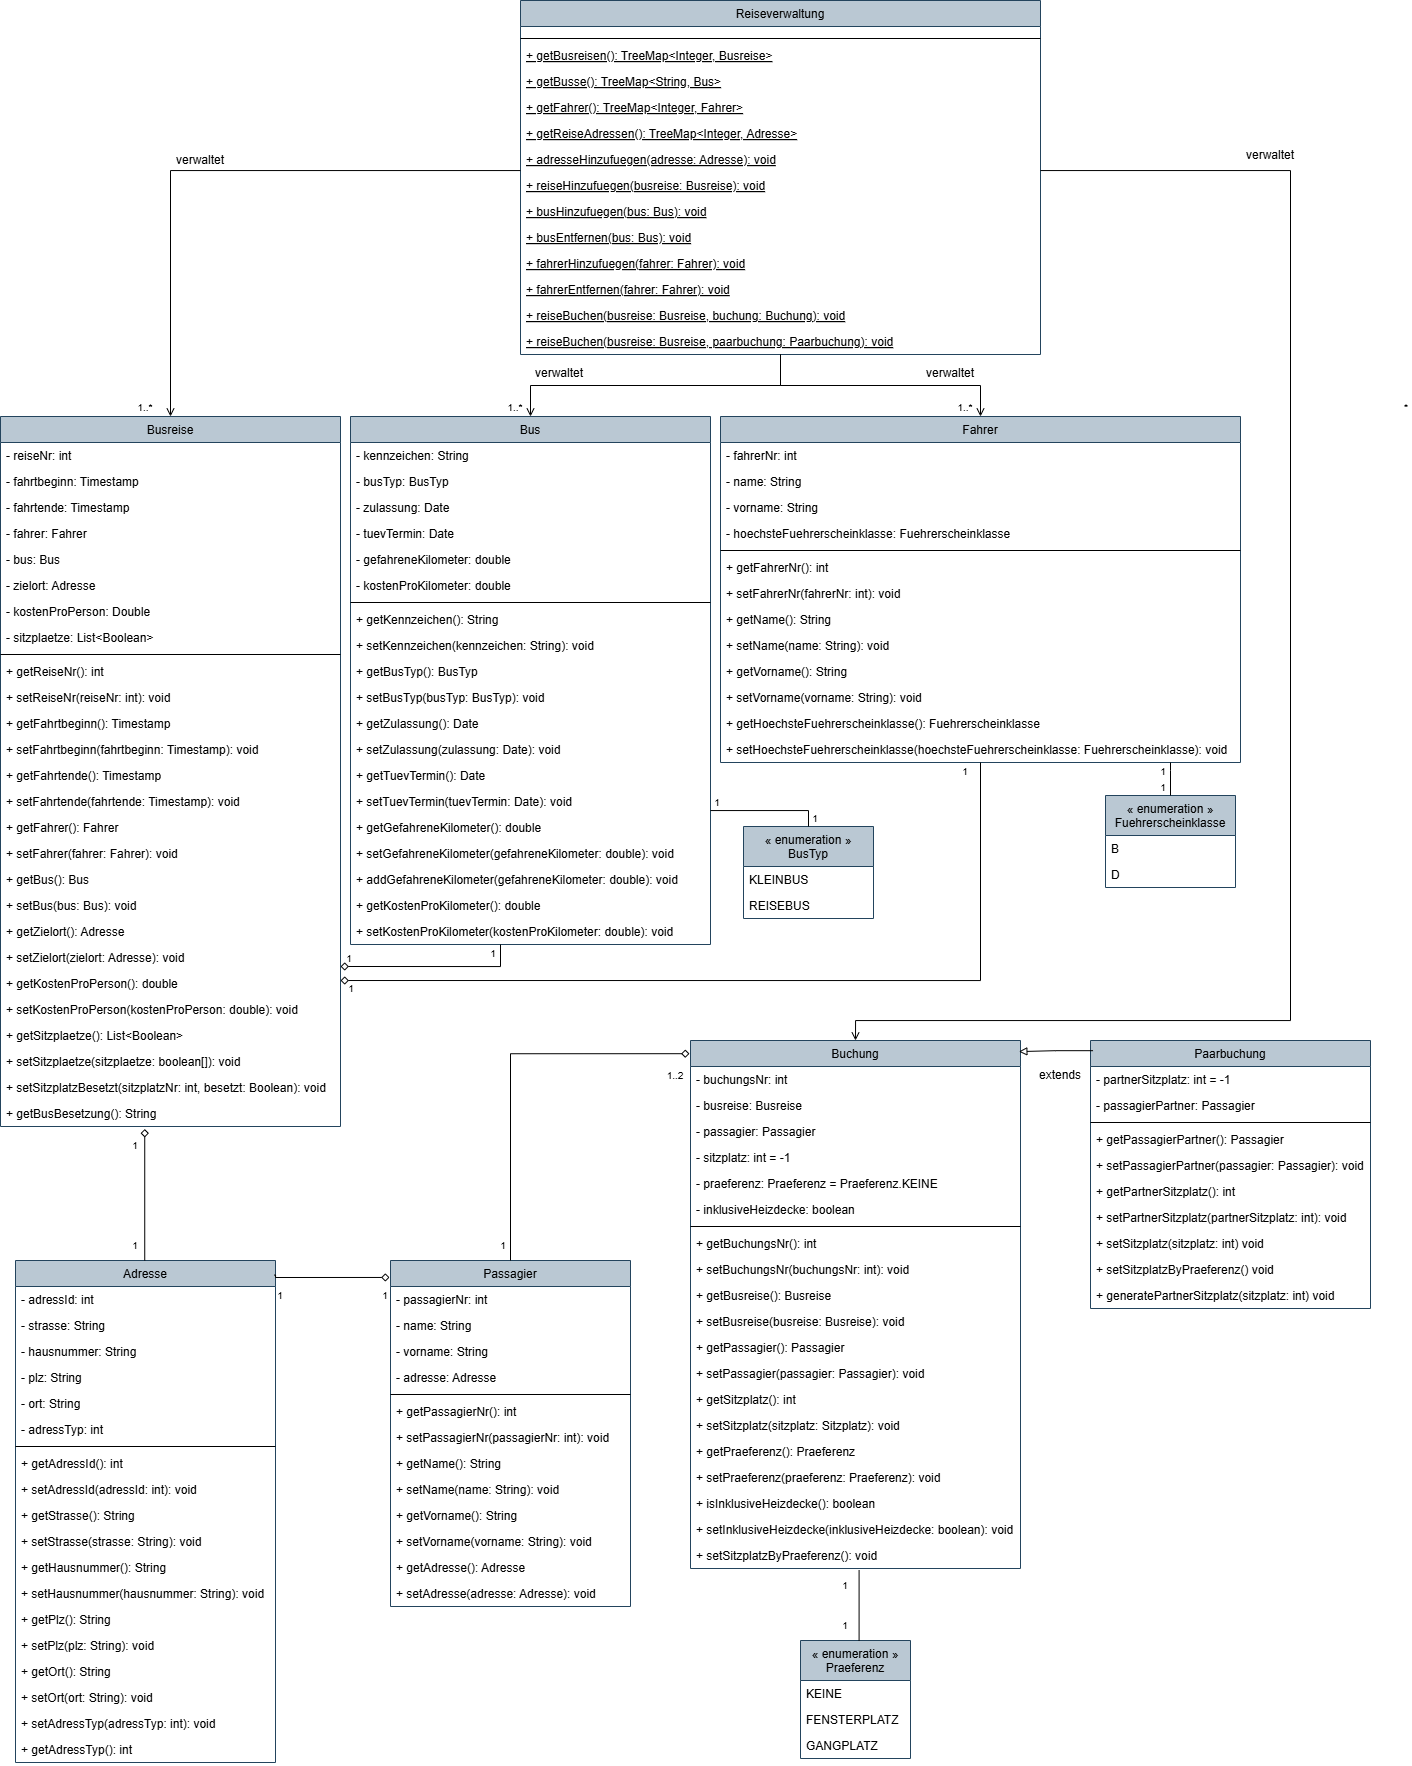 Reiseverwaltung
+ getBusreisen(): TreeMap<Integer, Busreise>
+ getBusse(): TreeMap<String, Bus>
+ getFahrer(): TreeMap<Integer, Fahrer>
+ getReiseAdressen(): TreeMap<Integer, Adresse>
+ adresseHinzufuegen(adresse: Adresse): void
+ reiseHinzufuegen(busreise: Busreise): void
+ busHinzufuegen(bus: Bus): void
+ busEntfernen(bus: Bus): void
+ fahrerHinzufuegen(fahrer: Fahrer): void
+ fahrerEntfernen(fahrer: Fahrer): void
+ reiseBuchen(busreise: Busreise, buchung: Buchung): void
+ reiseBuchen(busreise: Busreise, paarbuchung: Paarbuchung): void
verwaltet
verwaltet
verwaltet
verwaltet
1..*
1..*
1..*
*
Busreise
- reiseNr: int
- fahrtbeginn: Timestamp
- fahrtende: Timestamp
- fahrer: Fahrer
- bus: Bus
- zielort: Adresse
- kostenProPerson: Double
- sitzplaetze: List<Boolean>
+ getReiseNr(): int
+ setReiseNr(reiseNr: int): void
+ getFahrtbeginn(): Timestamp
+ setFahrtbeginn(fahrtbeginn: Timestamp): void
+ getFahrtende(): Timestamp
+ setFahrtende(fahrtende: Timestamp): void
+ getFahrer(): Fahrer
+ setFahrer(fahrer: Fahrer): void
+ getBus(): Bus
+ setBus(bus: Bus): void
+ getZielort(): Adresse
+ setZielort(zielort: Adresse): void
+ getKostenProPerson(): double
+ setKostenProPerson(kostenProPerson: double): void
+ getSitzplaetze(): List<Boolean>
+ setSitzplaetze(sitzplaetze: boolean[]): void
+ setSitzplatzBesetzt(sitzplatzNr: int, besetzt: Boolean): void
+ getBusBesetzung(): String
Bus
- kennzeichen: String
- busTyp: BusTyp
- zulassung: Date
- tuevTermin: Date
- gefahreneKilometer: double
- kostenProKilometer: double
+ getKennzeichen(): String
+ setKennzeichen(kennzeichen: String): void
+ getBusTyp(): BusTyp
+ setBusTyp(busTyp: BusTyp): void
+ getZulassung(): Date
+ setZulassung(zulassung: Date): void
+ getTuevTermin(): Date
+ setTuevTermin(tuevTermin: Date): void
+ getGefahreneKilometer(): double
+ setGefahreneKilometer(gefahreneKilometer: double): void
+ addGefahreneKilometer(gefahreneKilometer: double): void
+ getKostenProKilometer(): double
+ setKostenProKilometer(kostenProKilometer: double): void
Fahrer
- fahrerNr: int
- name: String
- vorname: String
- hoechsteFuehrerscheinklasse: Fuehrerscheinklasse
+ getFahrerNr(): int
+ setFahrerNr(fahrerNr: int): void
+ getName(): String
+ setName(name: String): void
+ getVorname(): String
+ setVorname(vorname: String): void
+ getHoechsteFuehrerscheinklasse(): Fuehrerscheinklasse
+ setHoechsteFuehrerscheinklasse(hoechsteFuehrerscheinklasse: Fuehrerscheinklasse): void
1
1
1
1
1
« enumeration »
BusTyp
KLEINBUS
REISEBUS
« enumeration »
Fuehrerscheinklasse
B
D
1
1
1
1
1
Buchung
- buchungsNr: int
- busreise: Busreise
- passagier: Passagier
- sitzplatz: int = -1
- praeferenz: Praeferenz = Praeferenz.KEINE
- inklusiveHeizdecke: boolean
+ getBuchungsNr(): int
+ setBuchungsNr(buchungsNr: int): void
+ getBusreise(): Busreise
+ setBusreise(busreise: Busreise): void
+ getPassagier(): Passagier
+ setPassagier(passagier: Passagier): void
+ getSitzplatz(): int
+ setSitzplatz(sitzplatz: Sitzplatz): void
+ getPraeferenz(): Praeferenz
+ setPraeferenz(praeferenz: Praeferenz): void
+ isInklusiveHeizdecke(): boolean
+ setInklusiveHeizdecke(inklusiveHeizdecke: boolean): void
+ setSitzplatzByPraeferenz(): void
1..2
extends
Paarbuchung
- partnerSitzplatz: int = -1
- passagierPartner: Passagier
+ getPassagierPartner(): Passagier
+ setPassagierPartner(passagier: Passagier): void
+ getPartnerSitzplatz(): int
+ setPartnerSitzplatz(partnerSitzplatz: int): void
+ setSitzplatz(sitzplatz: int) void
+ setSitzplatzByPraeferenz() void
+ generatePartnerSitzplatz(sitzplatz: int) void
1
1
Adresse
- adressId: int
- strasse: String
- hausnummer: String
- plz: String
- ort: String
- adressTyp: int
+ getAdressId(): int
+ setAdressId(adressId: int): void
+ getStrasse(): String
+ setStrasse(strasse: String): void
+ getHausnummer(): String
+ setHausnummer(hausnummer: String): void
+ getPlz(): String
+ setPlz(plz: String): void
+ getOrt(): String
+ setOrt(ort: String): void
+ setAdressTyp(adressTyp: int): void
+ getAdressTyp(): int
1
1
Passagier
- passagierNr: int
- name: String
- vorname: String
- adresse: Adresse
+ getPassagierNr(): int
+ setPassagierNr(passagierNr: int): void
+ getName(): String
+ setName(name: String): void
+ getVorname(): String
+ setVorname(vorname: String): void
+ getAdresse(): Adresse
+ setAdresse(adresse: Adresse): void
1
1
« enumeration »
Praeferenz
KEINE
FENSTERPLATZ
GANGPLATZ